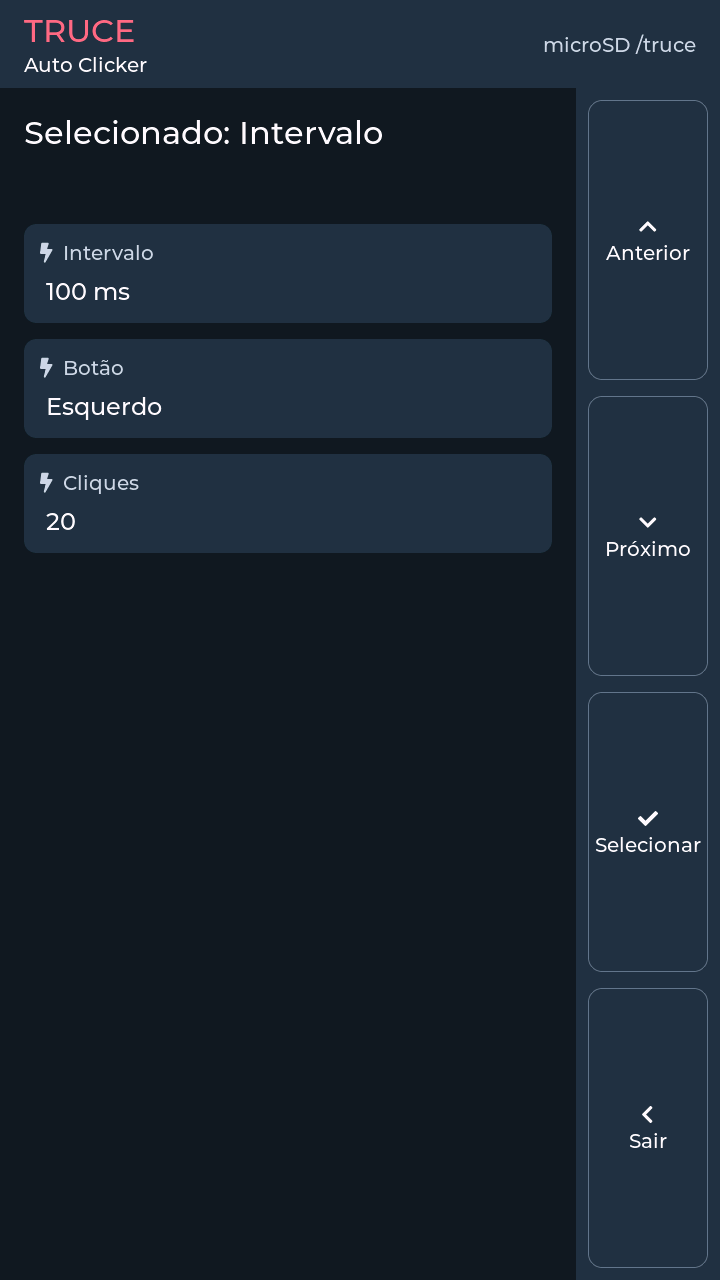 TRUCE
Auto Clicker
microSD /truce
Selecionado: Intervalo
Intervalo
100 ms
Botão
Esquerdo
Cliques
20
Anterior
Próximo
Selecionar
Sair